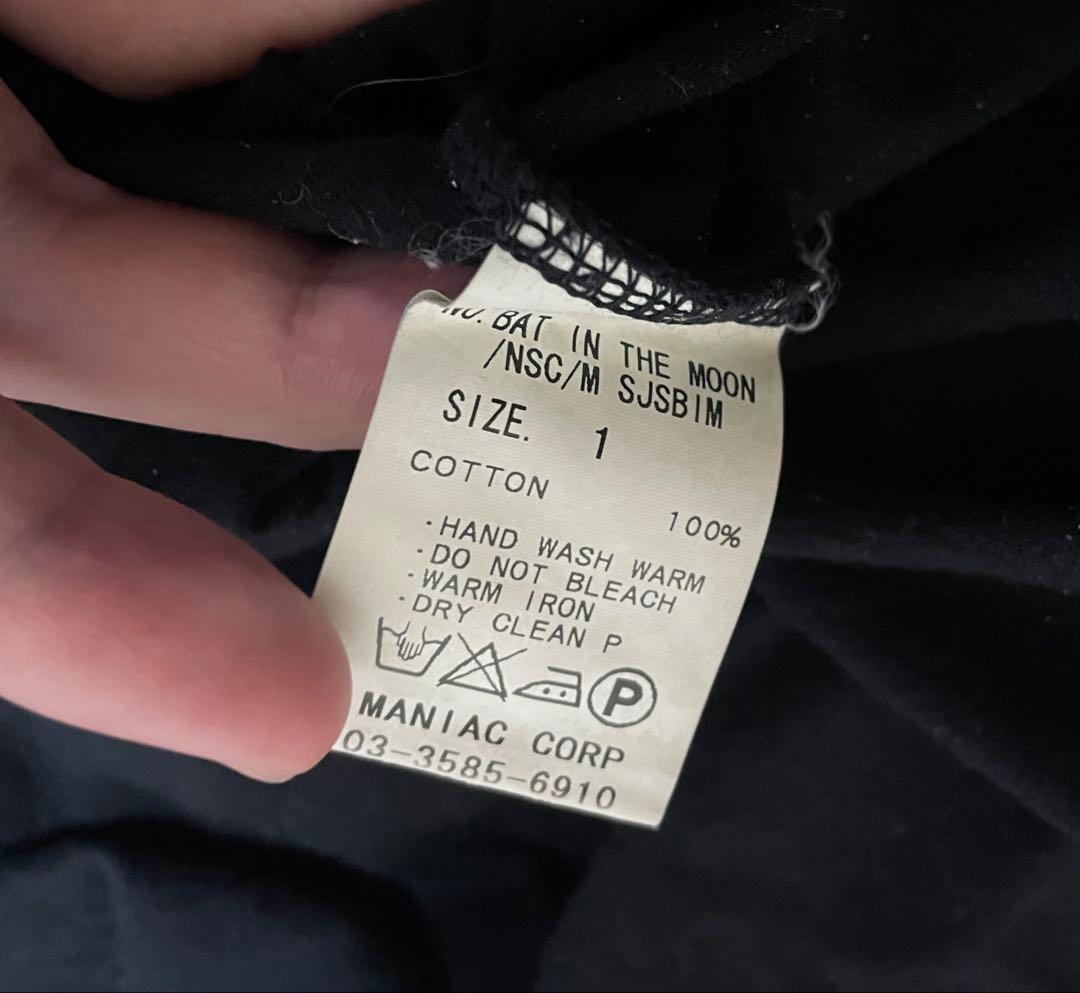 NO. BAT IN THE MOON
/NSC/M SJSBIM
SIZE. 1
COTTON
100%
·HAND WASH WARM
·DO NOT BLEACH
·WARM IRON
·DRY CLEAN P
P
MANIAC CORP
03-3585-6910